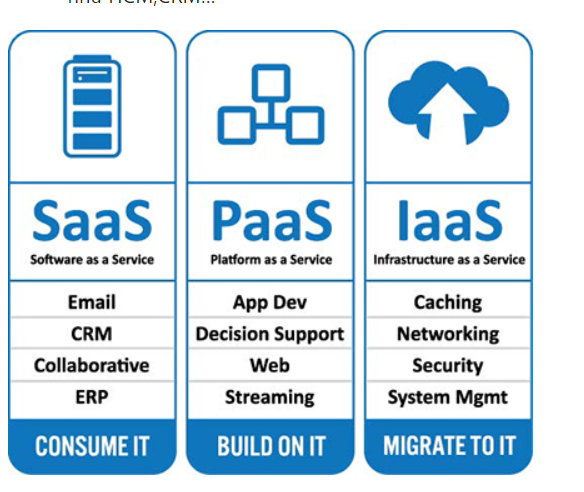 SaaS
Software as a Service
Email
CRM
Collaborative
ERP
CONSUME IT
PaaS
Platform as a Service
App Dev
Decision Support
Web
Streaming
BUILD ON IT
IaaS
Infrastructure as a Service
Caching
Networking
Security
System Mgmt
MIGRATE TO IT